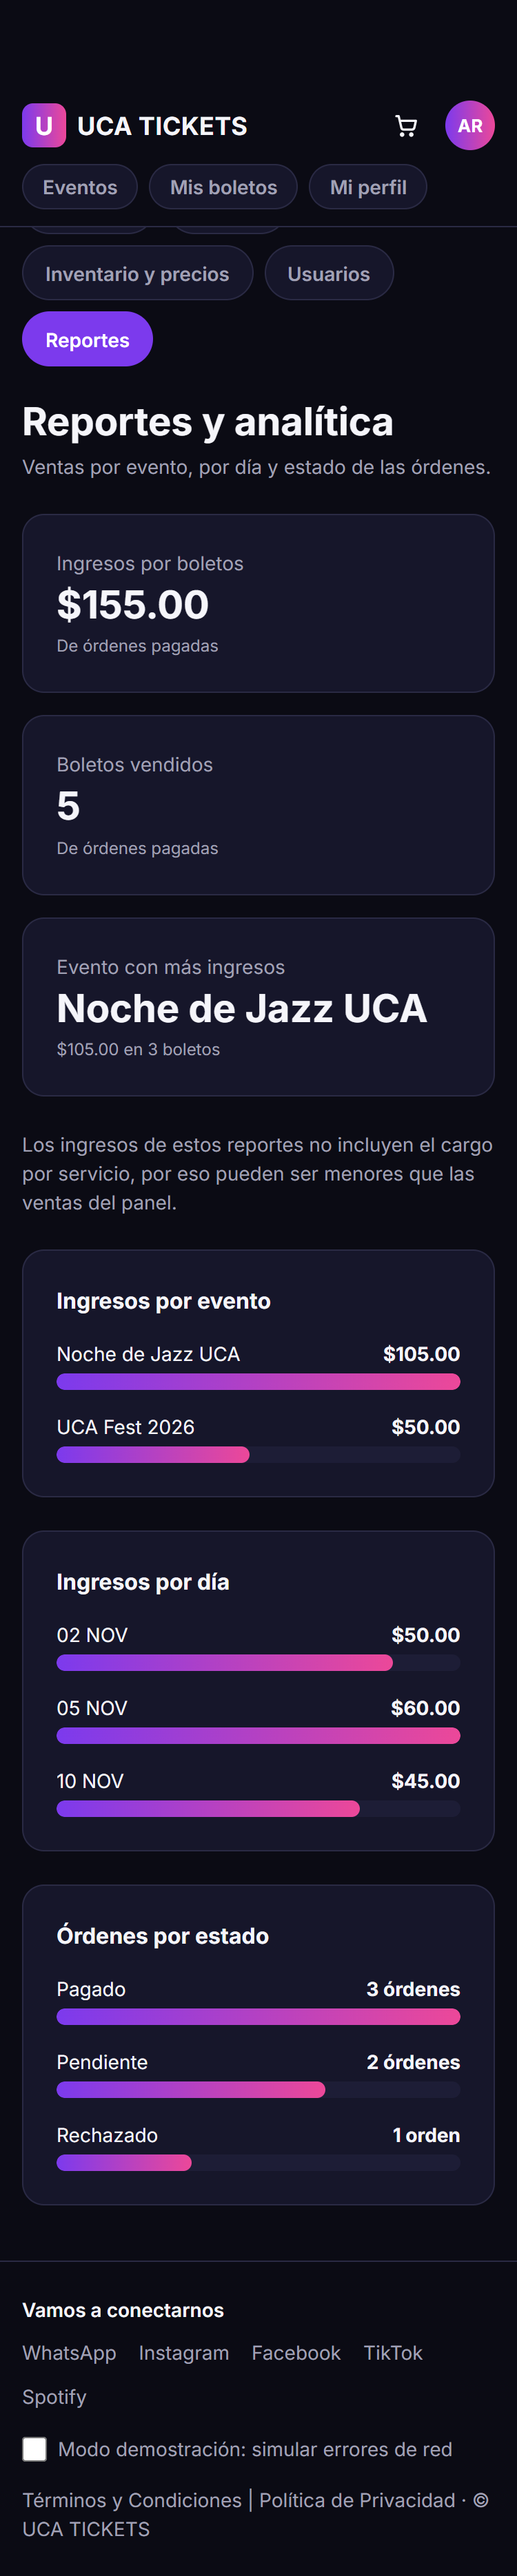 U UCA TICKETS AR
Eventos Mis boletos Mi perfil
Inventario y precios Usuarios
Reportes
Reportes y analítica
Ventas por evento, por día y estado de las órdenes.
Ingresos por boletos
$155.00
De órdenes pagadas
Boletos vendidos
5
De órdenes pagadas
Evento con más ingresos
Noche de Jazz UCA
$105.00 en 3 boletos
Los ingresos de estos reportes no incluyen el cargo
por servicio, por eso pueden ser menores que las
ventas del panel.
Ingresos por evento
Noche de Jazz UCA $105.00
UCA Fest 2026 $50.00
Ingresos por día
02 NOV $50.00
05 NOV $60.00
10 NOV $45.00
Órdenes por estado
Pagado 3 órdenes
Pendiente 2 órdenes
Rechazado 1 orden
Vamos a conectarnos
WhatsApp Instagram Facebook TikTok
Spotify
Modo demostración: simular errores de red
Términos y Condiciones | Política de Privacidad · ©
UCA TICKETS